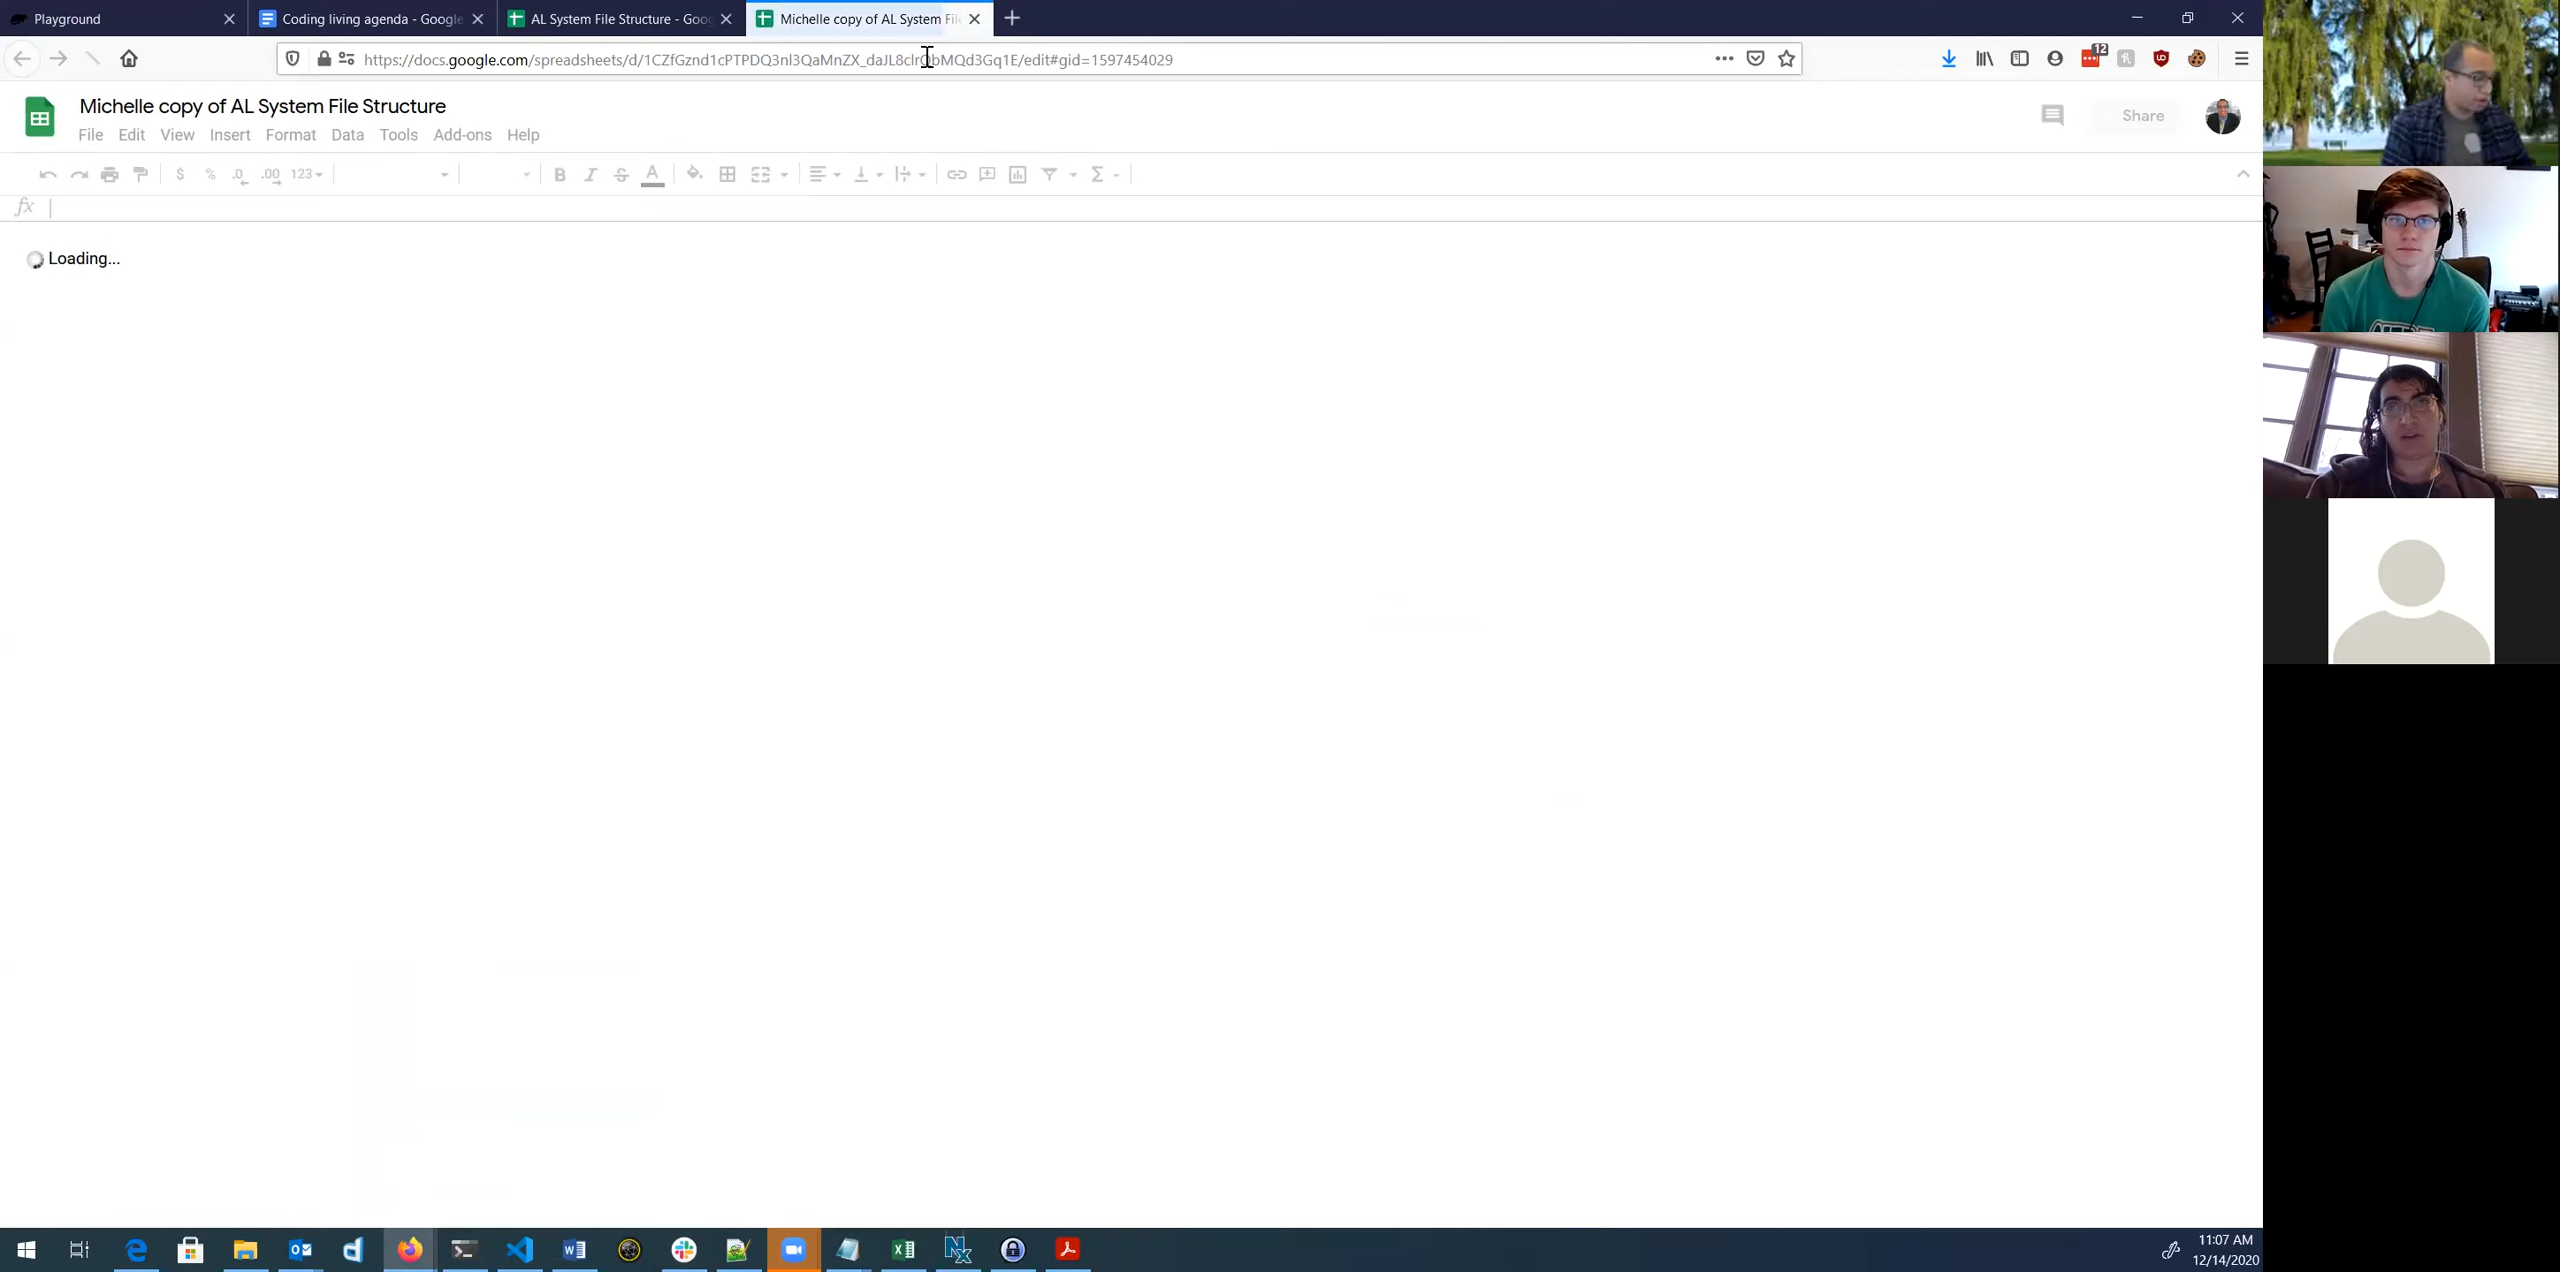 Playground
Coding living agenda - Google
AL System File Structure - Goo
Michelle copy of AL System Fil
https://docs.google.com/spreadsheets/d/1CZfGznd1cPTPDQ3nl3QaMnZX_daJL8clrObMQd3Gq1E/edit#gid=1597454029
12
Michelle copy of AL System File Structure
Share
File Edit View Insert Format Data Tools Add-ons Help
$ % .0 .00 123
fx
Loading...
11:07 AM
12/14/2020